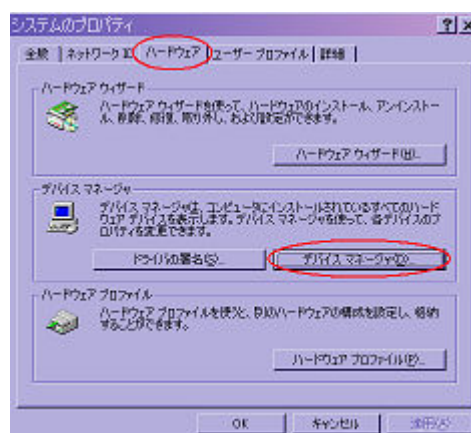 システムのプロパティ
全般 ネットワーク ID ハードウェア ユーザー プロファイル 詳細
ハードウェア ウィザード
ハードウェア ウィザードを使って、ハードウェアのインストール、アンインストー
ル、削除、修復、取り外し、および設定ができます。
ハードウェア ウィザード(H)...
デバイス マネージャ
デバイス マネージャは、コンピュータにインストールされているすべてのハード
ウェア デバイスを表示します。デバイス マネージャを使って、各デバイスのプ
ロパティを変更できます。
ドライバの署名(S)...
デバイス マネージャ(D)...
ハードウェア プロファイル
ハードウェア プロファイルを使うと、別のハードウェアの構成を設定し、格納
することができます。
ハードウェア プロファイル(P)...
OK キャンセル 適用(A)